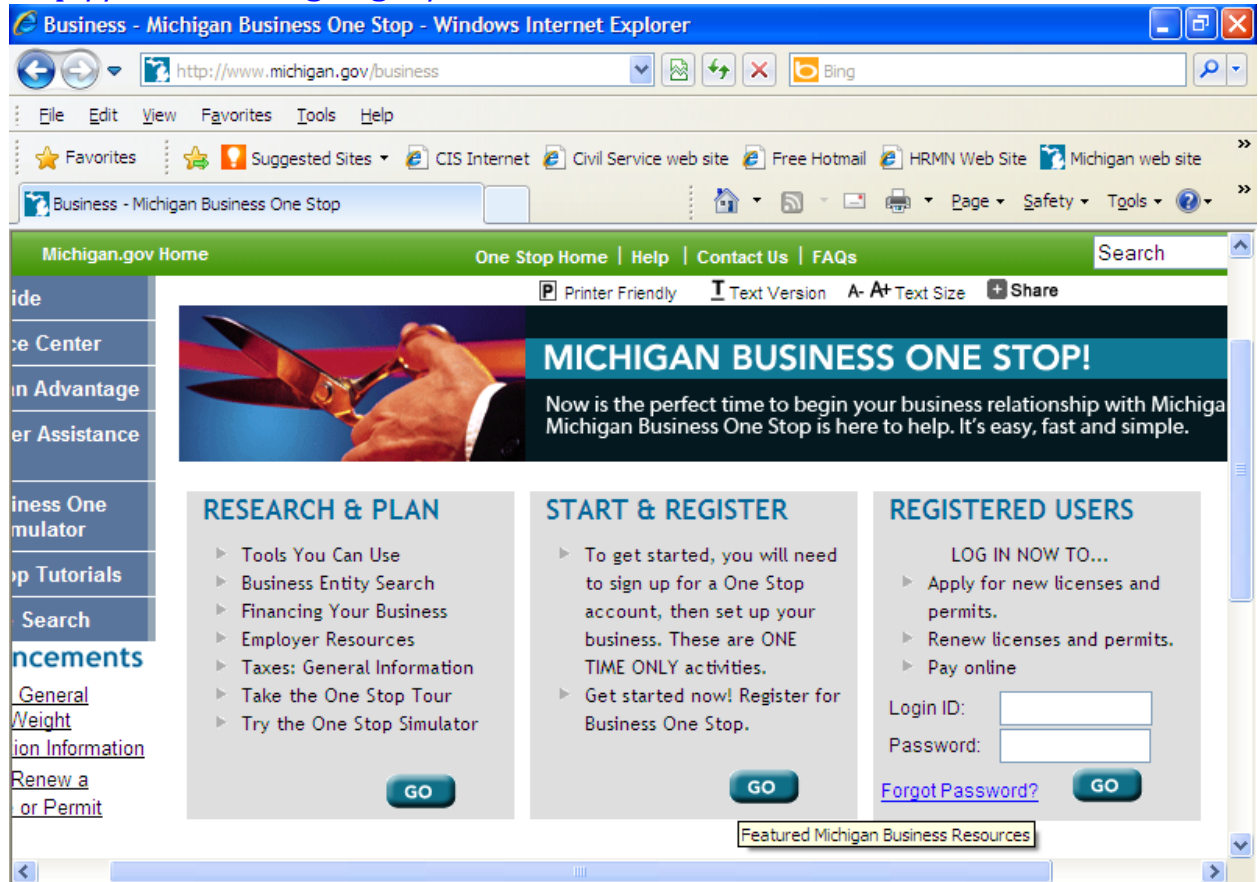 Business - Michigan Business One Stop - Windows Internet Explorer
http://www.michigan.gov/business
Bing
File Edit View Favorites Tools Help
Favorites Suggested Sites CIS Internet Civil Service web site Free Hotmail HRMN Web Site Michigan web site »
Business - Michigan Business One Stop Page Safety Tools »
Michigan.gov Home One Stop Home | Help | Contact Us | FAQs Search
P Printer Friendly T Text Version A- A+ Text Size + Share
ide
ce Center
an Advantage
er Assistance
iness One
mulator
op Tutorials
Search
ncements
General
Weight
ion Information
Renew a
or Permit
MICHIGAN BUSINESS ONE STOP!
Now is the perfect time to begin your business relationship with Michiga
Michigan Business One Stop is here to help. It's easy, fast and simple.
RESEARCH & PLAN
Tools You Can Use
Business Entity Search
Financing Your Business
Employer Resources
Taxes: General Information
Take the One Stop Tour
Try the One Stop Simulator
GO
START & REGISTER
To get started, you will need
to sign up for a One Stop
account, then set up your
business. These are ONE
TIME ONLY activities.
Get started now! Register for
Business One Stop.
GO
REGISTERED USERS
LOG IN NOW TO...
Apply for new licenses and
permits.
Renew licenses and permits.
Pay online
Login ID:
Password:
Forgot Password? GO
Featured Michigan Business Resources